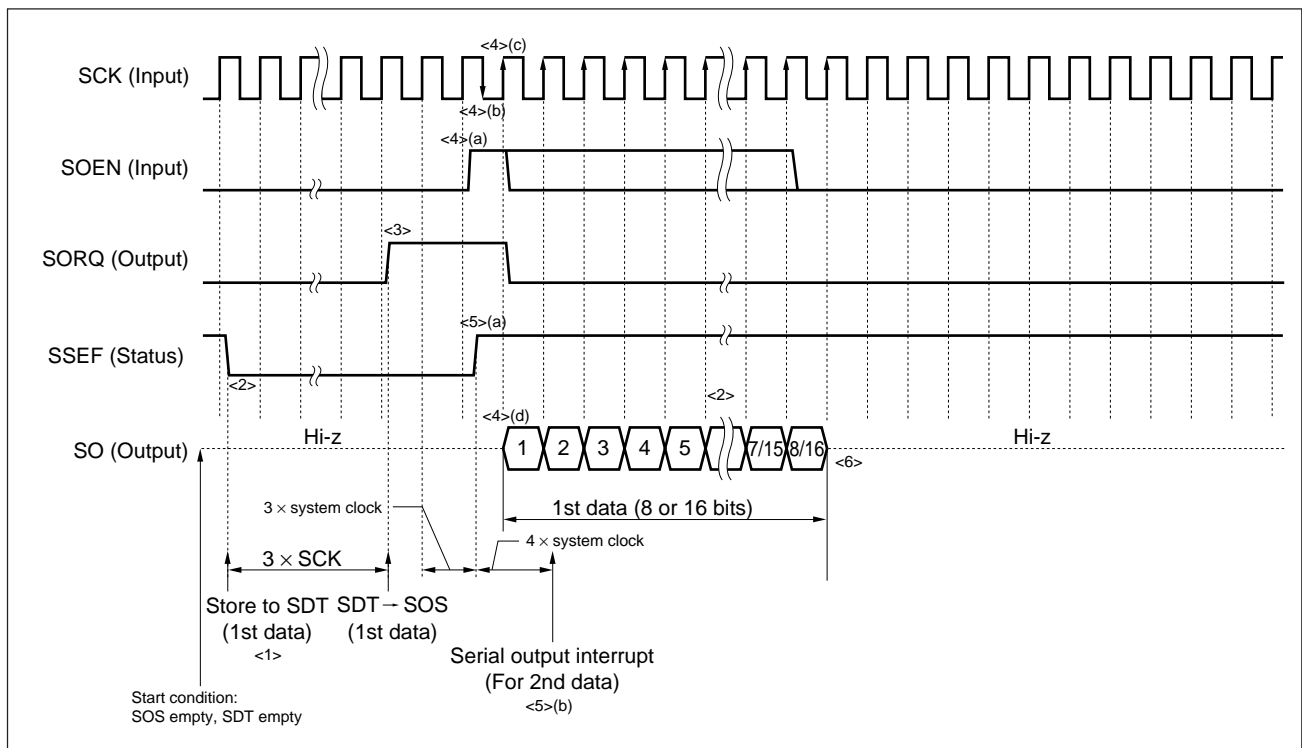 <4>(c)
SCK (Input)
<4>(b)
<4>(a)
SOEN (Input)
<3>
SORQ (Output)
<5>(a)
SSEF (Status)
<2>
<2>
<4>(d)
Hi-z
Hi-z
SO (Output)
1
2
3
4
5
7/15
8/16
<6>
3 × system clock
1st data (8 or 16 bits)
4 × system clock
3 × SCK
Store to SDT
(1st data)
<1>
SDT → SOS
(1st data)
Serial output interrupt
(For 2nd data)
<5>(b)
Start condition:
SOS empty, SDT empty